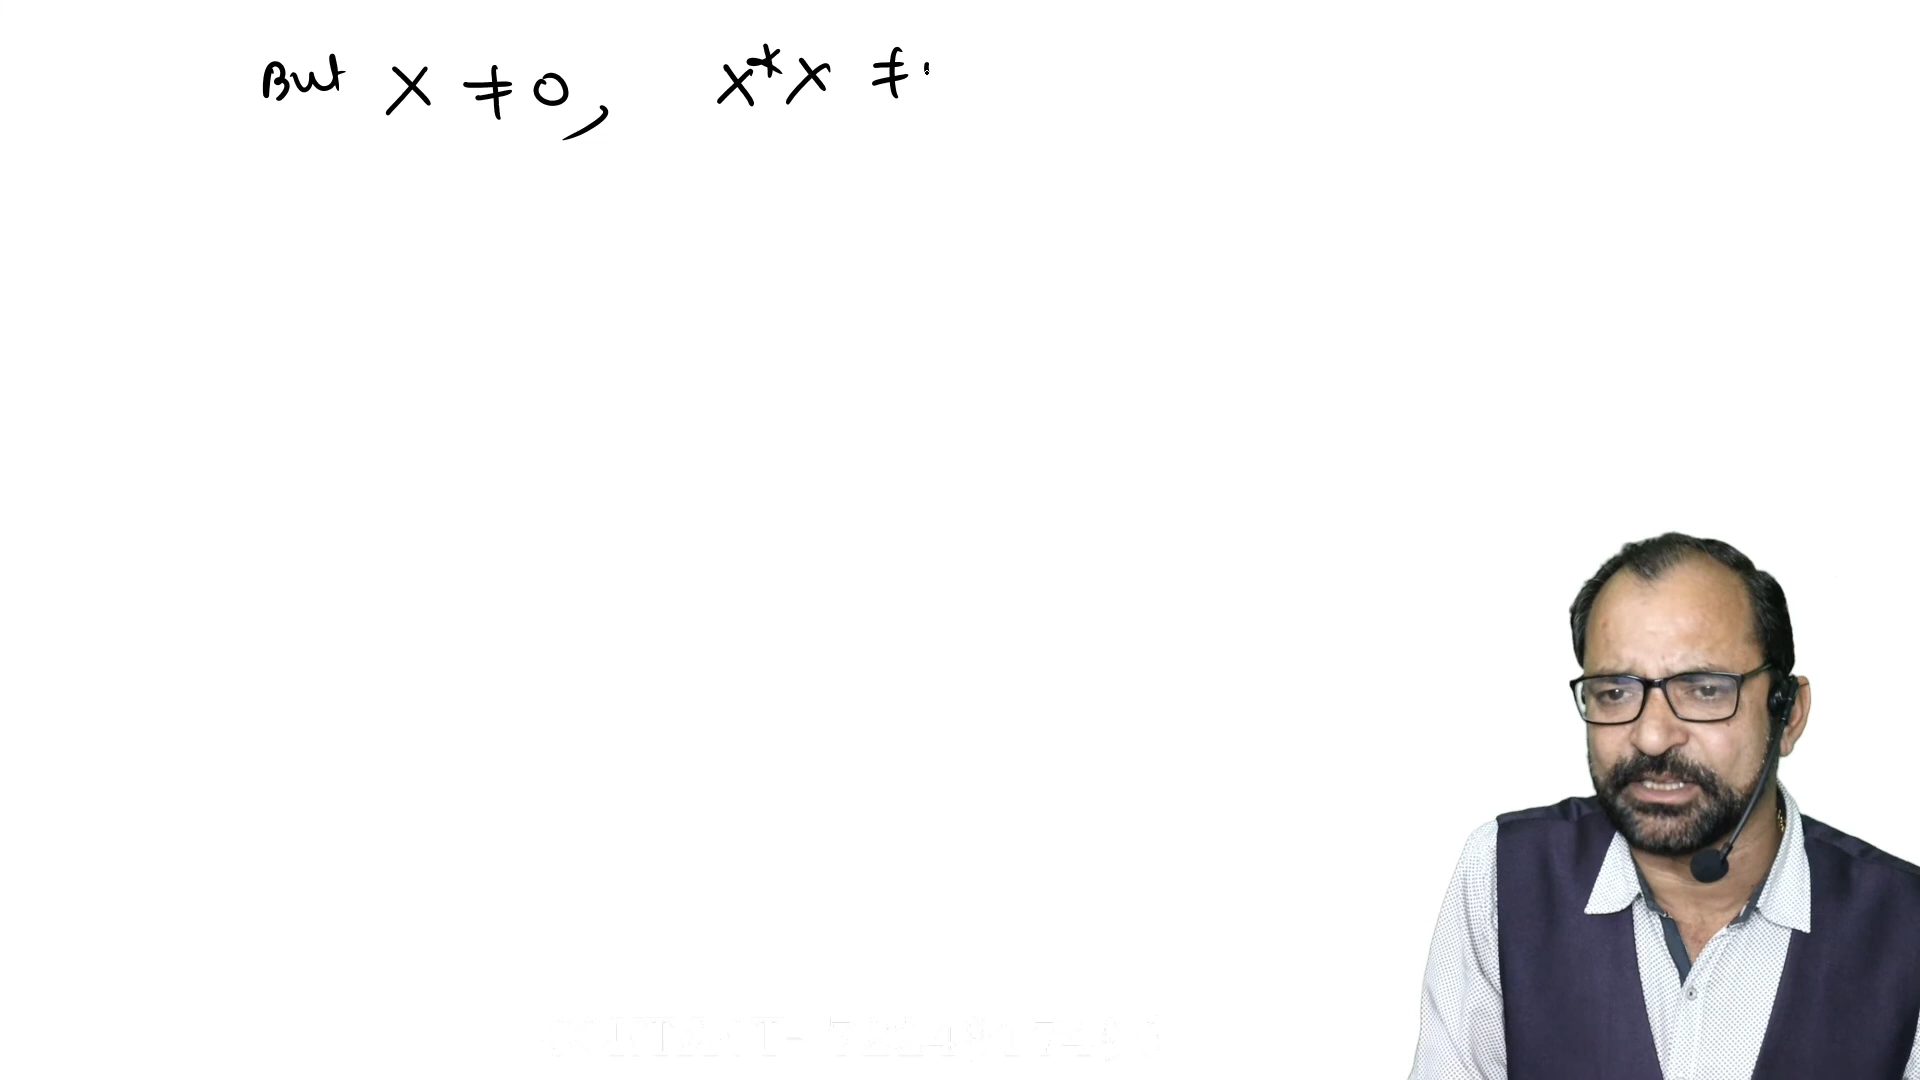 But X ≠ 0, X*X ≠